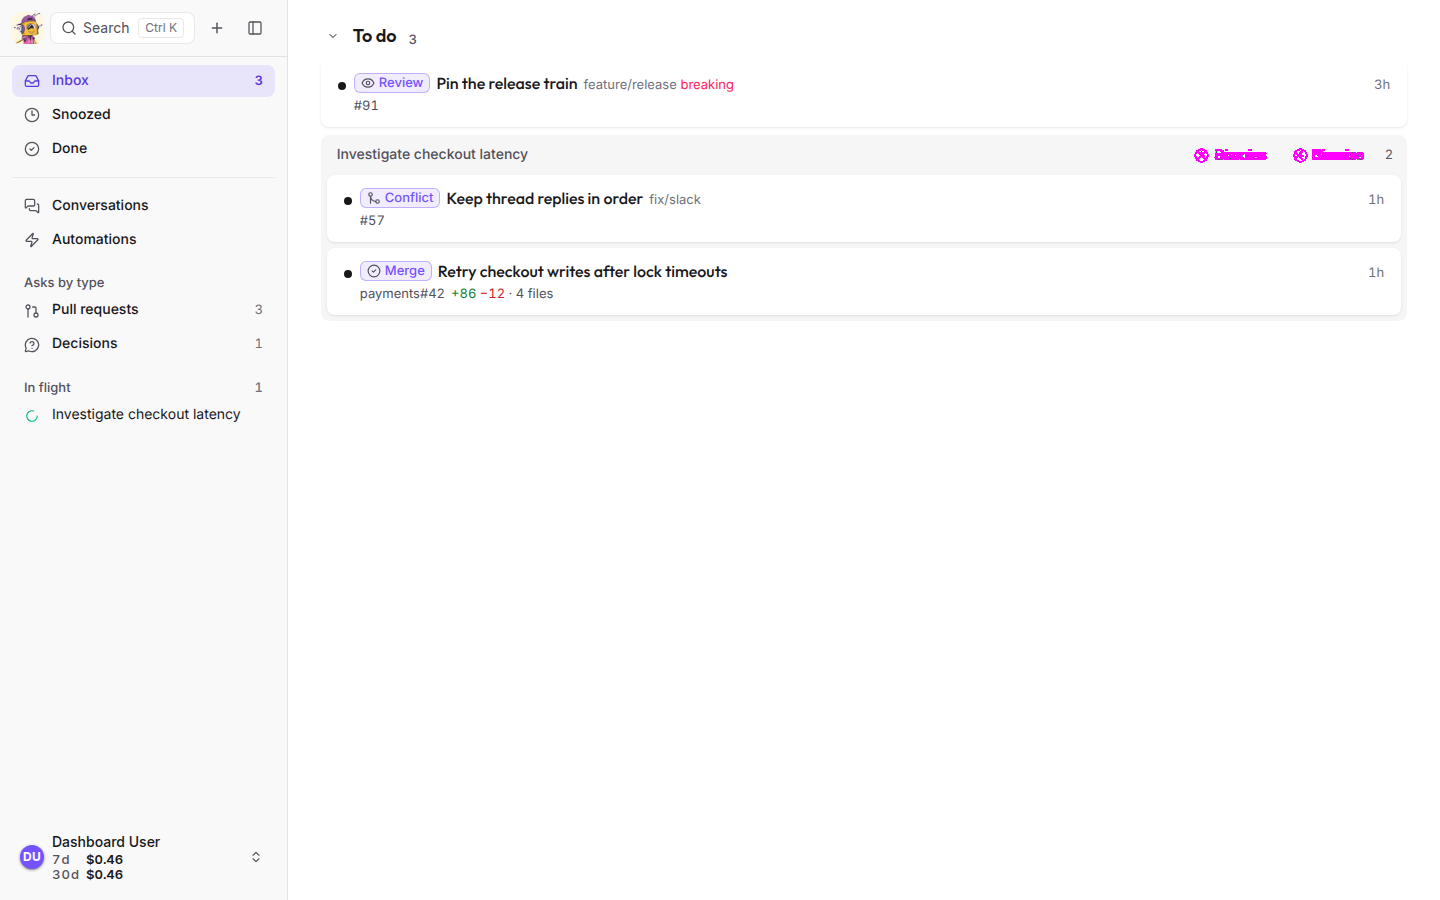 Search Ctrl K
Inbox 3
Snoozed
Done
Conversations
Automations
Asks by type
Pull requests 3
Decisions 1
In flight 1
Investigate checkout latency
DU Dashboard User
7d $0.46
30d $0.46
To do 3
Review Pin the release train feature/release breaking 3h
#91
Investigate checkout latency 2
Conflict Keep thread replies in order fix/slack 1h
#57
Merge Retry checkout writes after lock timeouts 1h
payments#42 +86 −12 · 4 files